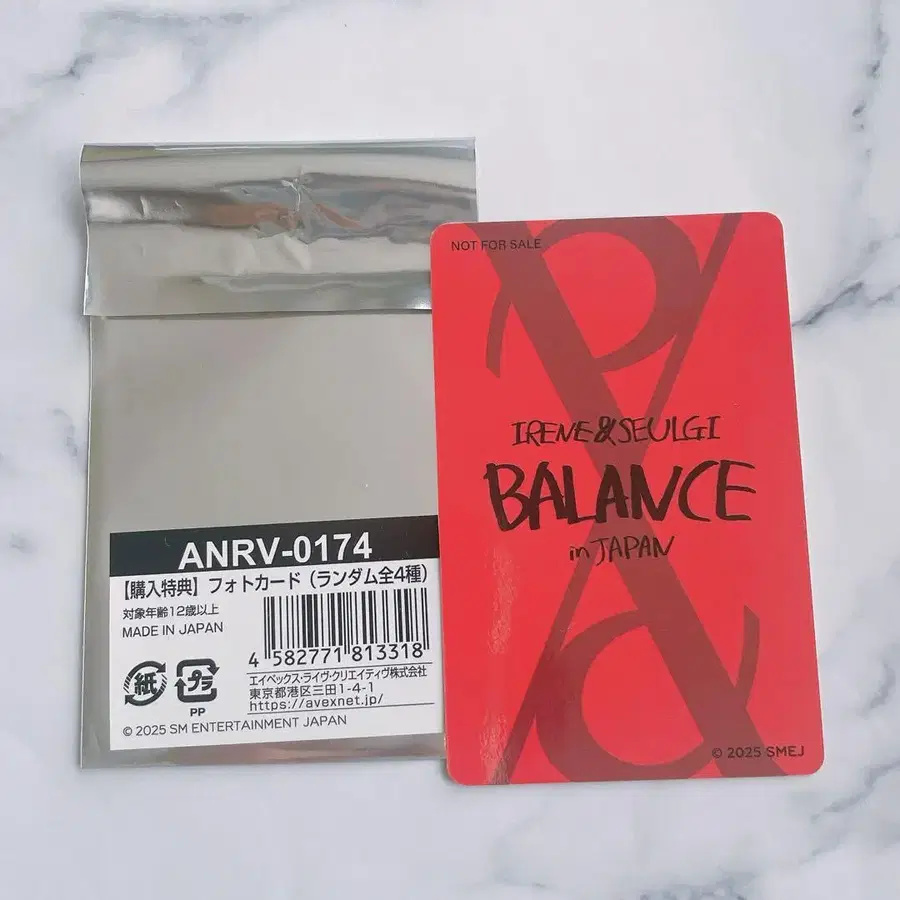 ANRV-0174
【購入特典】フォトカード（ランダム全4種）
対象年齢12歳以上
MADE IN JAPAN
4 582771 813318
エイベックス・ライヴ・クリエイティヴ株式会社
東京都港区三田1-4-1
https://avexnet.jp/
紙
プラ
PP
© 2025 SM ENTERTAINMENT JAPAN
NOT FOR SALE
IRENE&SEULGI
BALANCE
in JAPAN
© 2025 SMEJ